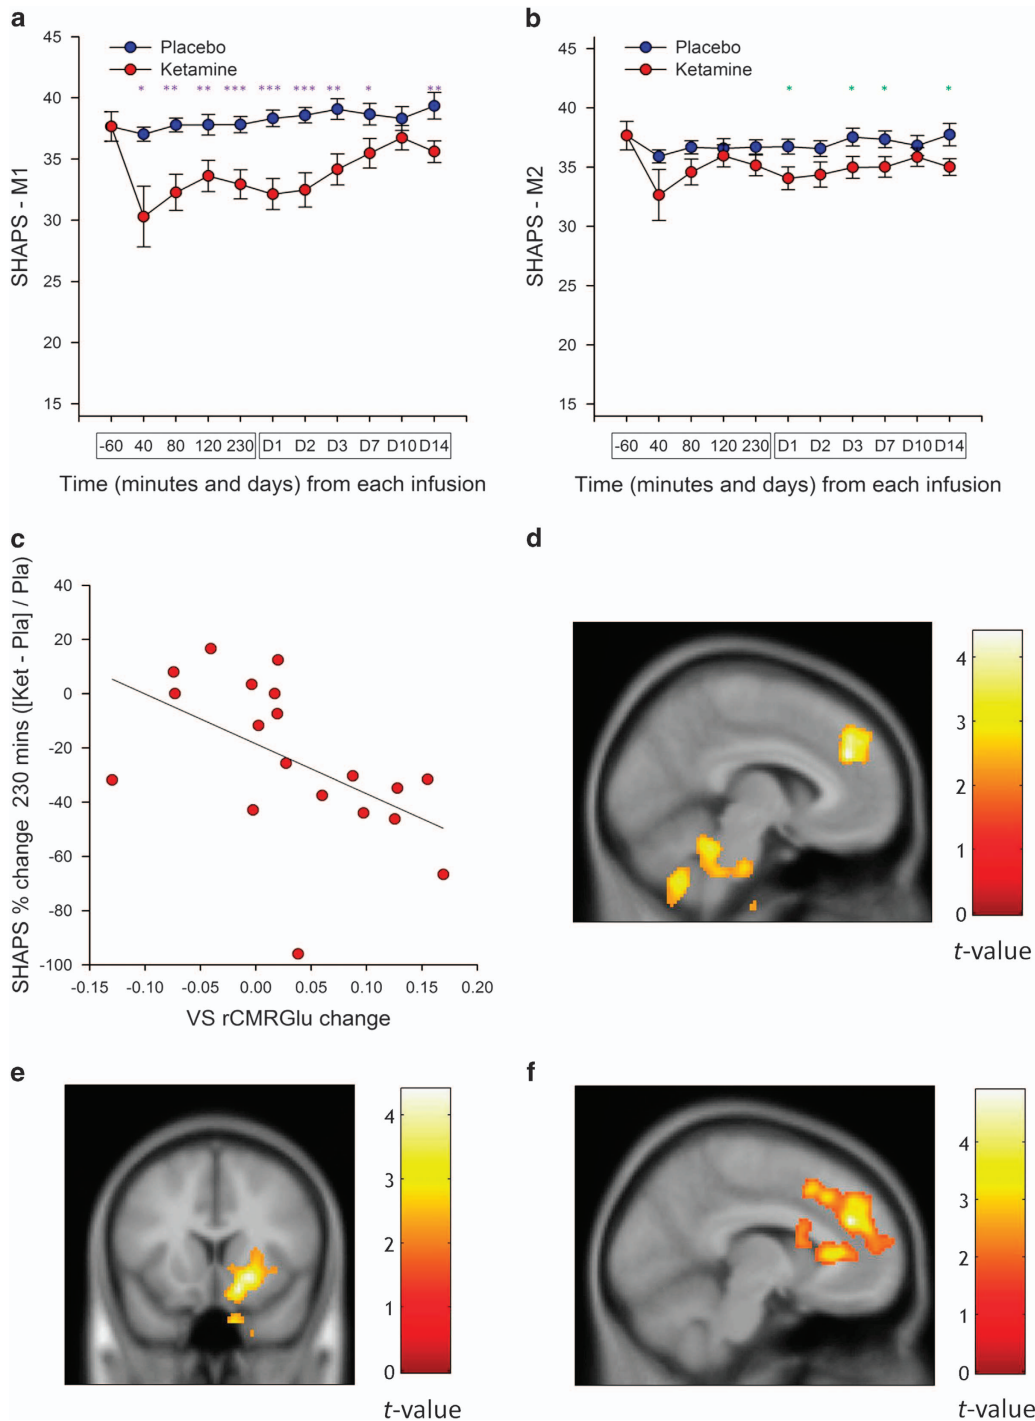 a
SHAPS - M1
45
40
35
30
25
20
15
Placebo
Ketamine
* ** ** *** *** *** ** * **
-60 40 80 120 230 D1 D2 D3 D7 D10 D14
Time (minutes and days) from each infusion
b
SHAPS - M2
45
40
35
30
25
20
15
Placebo
Ketamine
* * * *
-60 40 80 120 230 D1 D2 D3 D7 D10 D14
Time (minutes and days) from each infusion
c
SHAPS % change 230 mins ([Ket - Pla] / Pla)
40
20
0
-20
-40
-60
-80
-100
-0.15 -0.10 -0.05 0.00 0.05 0.10 0.15 0.20
VS rCMRGlu change
d
4
3
2
1
0
t-value
e
4
3
2
1
0
t-value
f
4
3
2
1
0
t-value